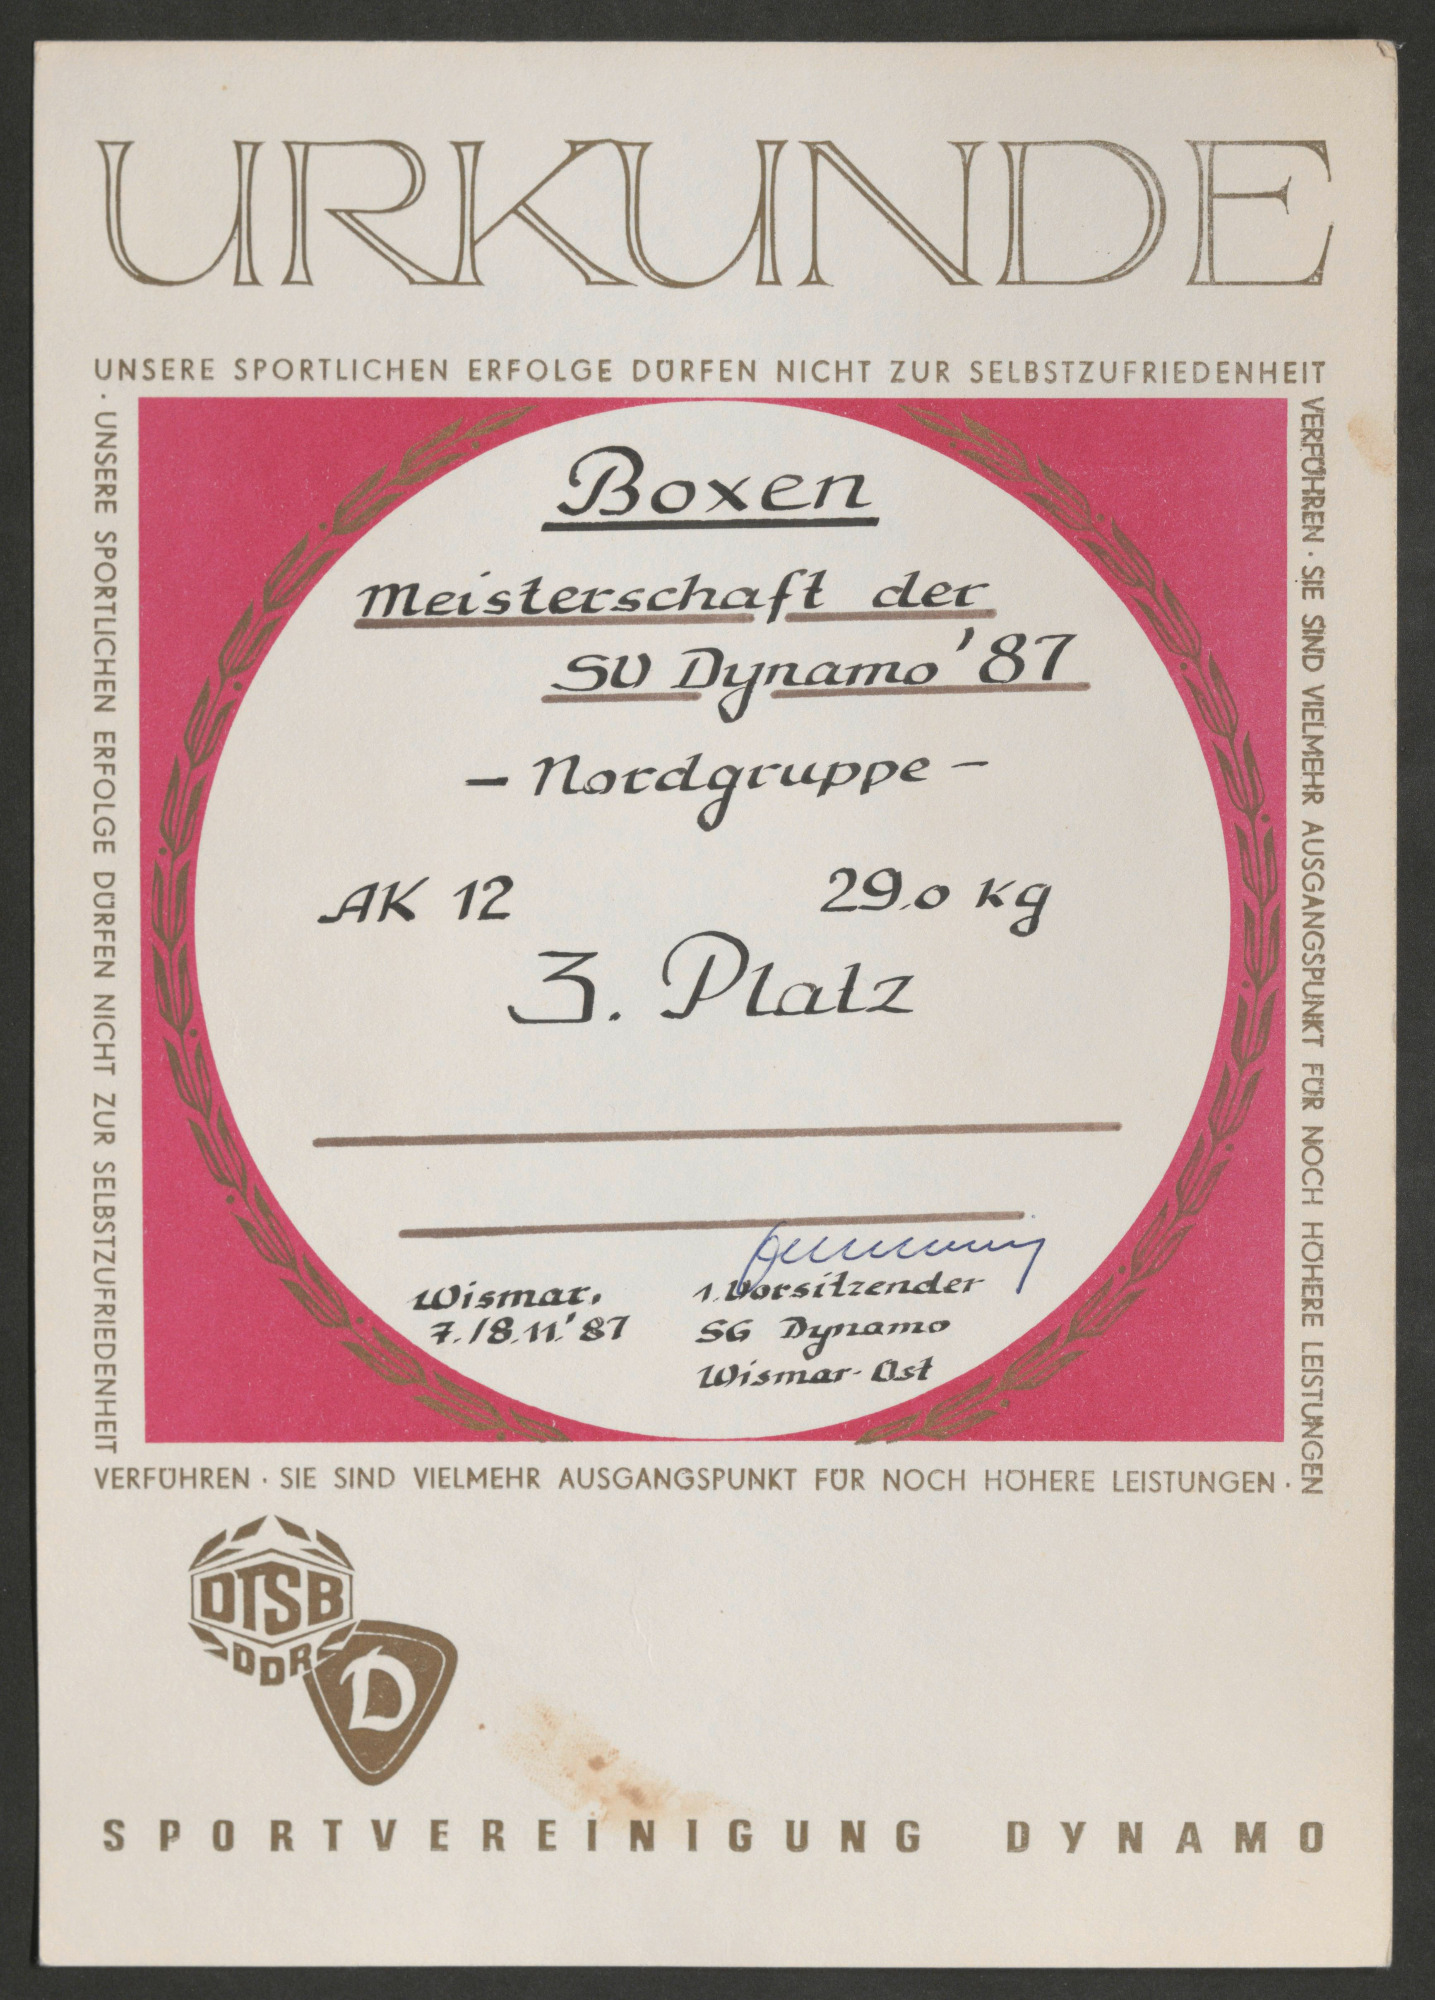 URKUNDE
UNSERE SPORTLICHEN ERFOLGE DÜRFEN NICHT ZUR SELBSTZUFRIEDENHEIT
VERFÜHREN · SIE SIND VIELMEHR AUSGANGSPUNKT FÜR NOCH HÖHERE LEISTUNGEN
· UNSERE SPORTLICHEN ERFOLGE DÜRFEN NICHT ZUR SELBSTZUFRIEDENHEIT
Boxen
Meisterschaft der
SV Dynamo '87
- Nordgruppe -
AK 12 29,0 kg
3. Platz
Wismar,
7./8.11.'87
1. Vorsitzender
SG Dynamo
Wismar-Ost
VERFÜHREN · SIE SIND VIELMEHR AUSGANGSPUNKT FÜR NOCH HÖHERE LEISTUNGEN ·
DTSB
DDR
D
SPORTVEREINIGUNG DYNAMO